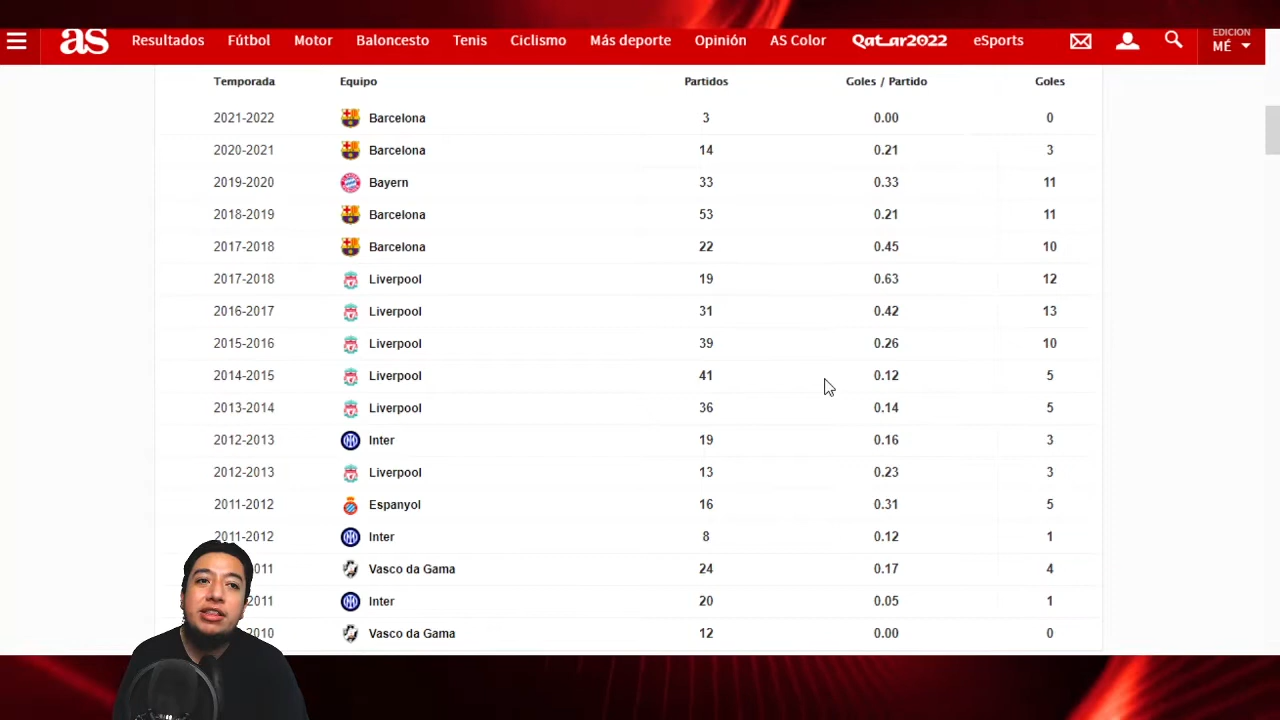 as Resultados Fútbol Motor Baloncesto Tenis Ciclismo Más deporte Opinión AS Color Qatar2022 eSports EDICIÓN MÉ
Temporada Equipo Partidos Goles / Partido Goles
2021-2022 Barcelona 3 0.00 0
2020-2021 Barcelona 14 0.21 3
2019-2020 Bayern 33 0.33 11
2018-2019 Barcelona 53 0.21 11
2017-2018 Barcelona 22 0.45 10
2017-2018 Liverpool 19 0.63 12
2016-2017 Liverpool 31 0.42 13
2015-2016 Liverpool 39 0.26 10
2014-2015 Liverpool 41 0.12 5
2013-2014 Liverpool 36 0.14 5
2012-2013 Inter 19 0.16 3
2012-2013 Liverpool 13 0.23 3
2011-2012 Espanyol 16 0.31 5
2011-2012 Inter 8 0.12 1
011 Vasco da Gama 24 0.17 4
2011 Inter 20 0.05 1
2010 Vasco da Gama 12 0.00 0